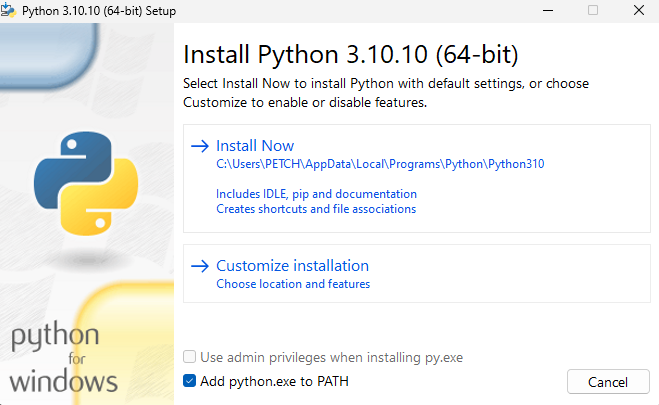 Python 3.10.10 (64-bit) Setup
Install Python 3.10.10 (64-bit)
Select Install Now to install Python with default settings, or choose
Customize to enable or disable features.
Install Now
C:\Users\PETCH\AppData\Local\Programs\Python\Python310
Includes IDLE, pip and documentation
Creates shortcuts and file associations
Customize installation
Choose location and features
python
for
windows
Use admin privileges when installing py.exe
Add python.exe to PATH
Cancel